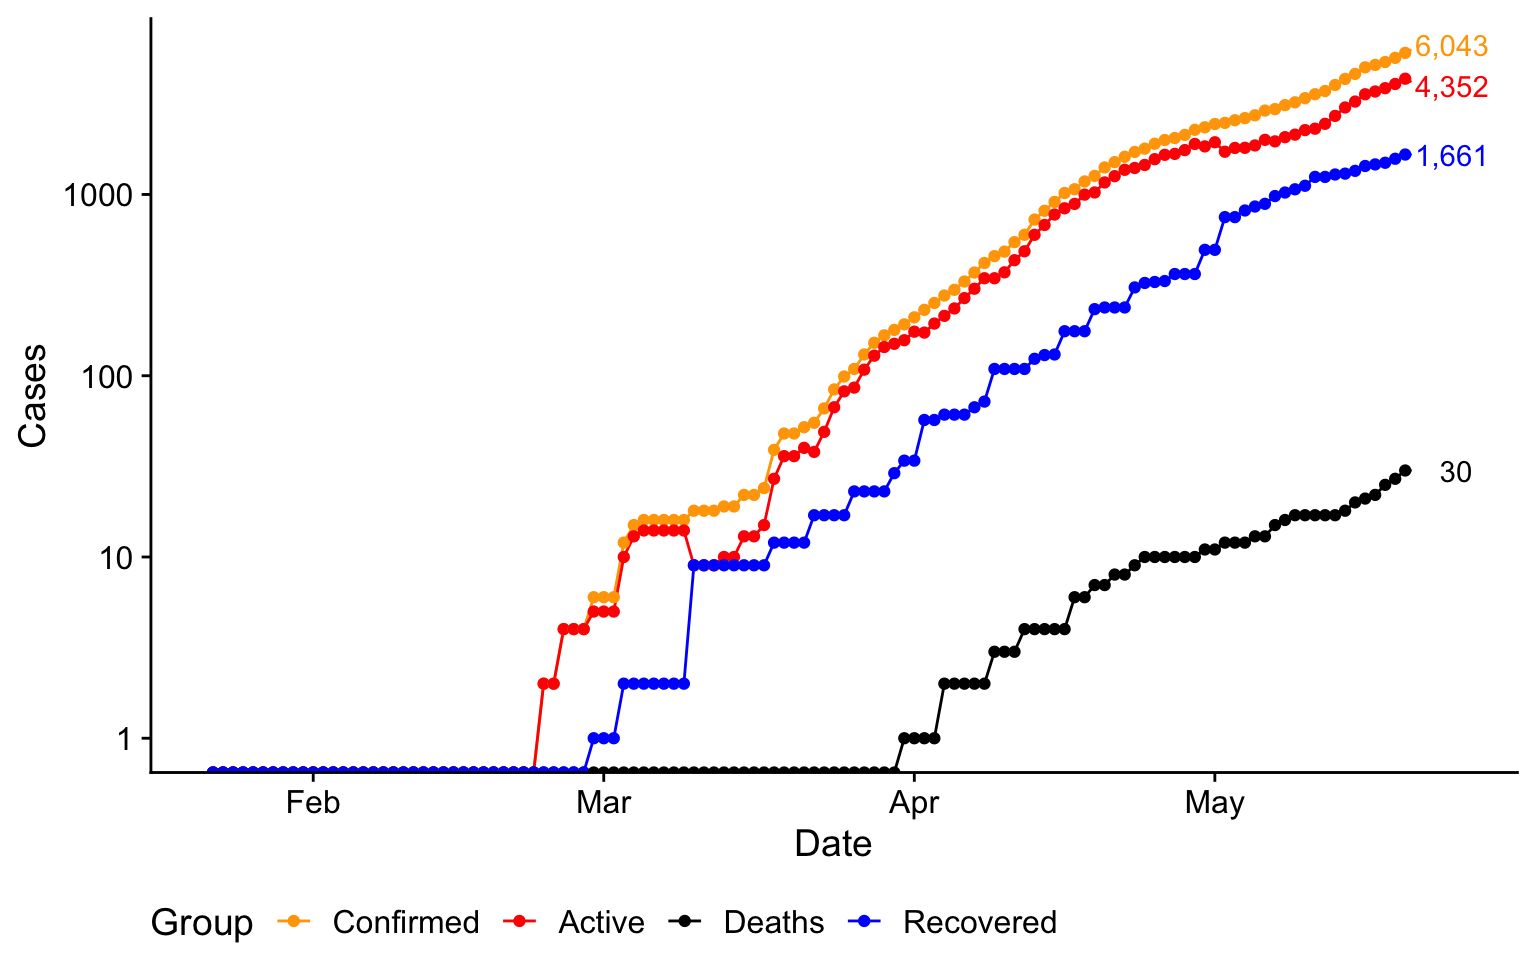 6,043
4,352
1,661
30
1000
100
10
1
Cases
Feb Mar Apr May
Date
Group Confirmed Active Deaths Recovered